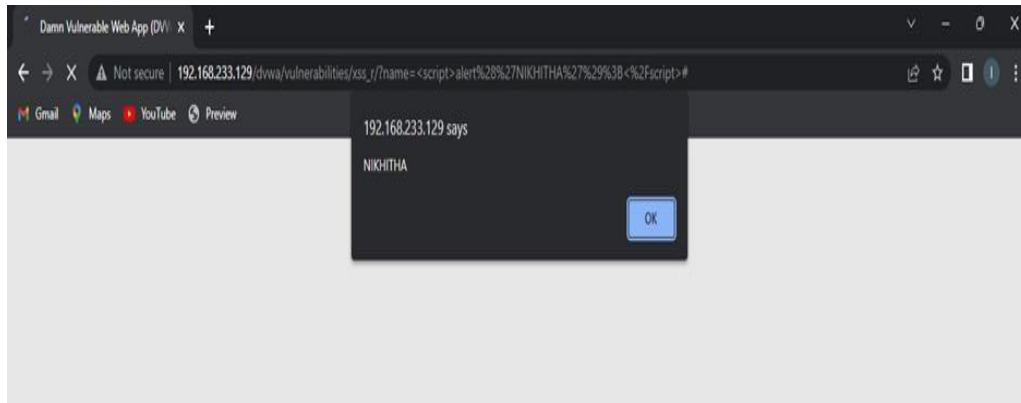 Damn Vulnerable Web App (DVV
Not secure | 192.168.233.129/dvwa/vulnerabilities/xss_r/?name=<script>alert%28%27NIKHITHA%27%29%3B<%2Fscript>#
Gmail Maps YouTube Preview
192.168.233.129 says
NIKHITHA
OK